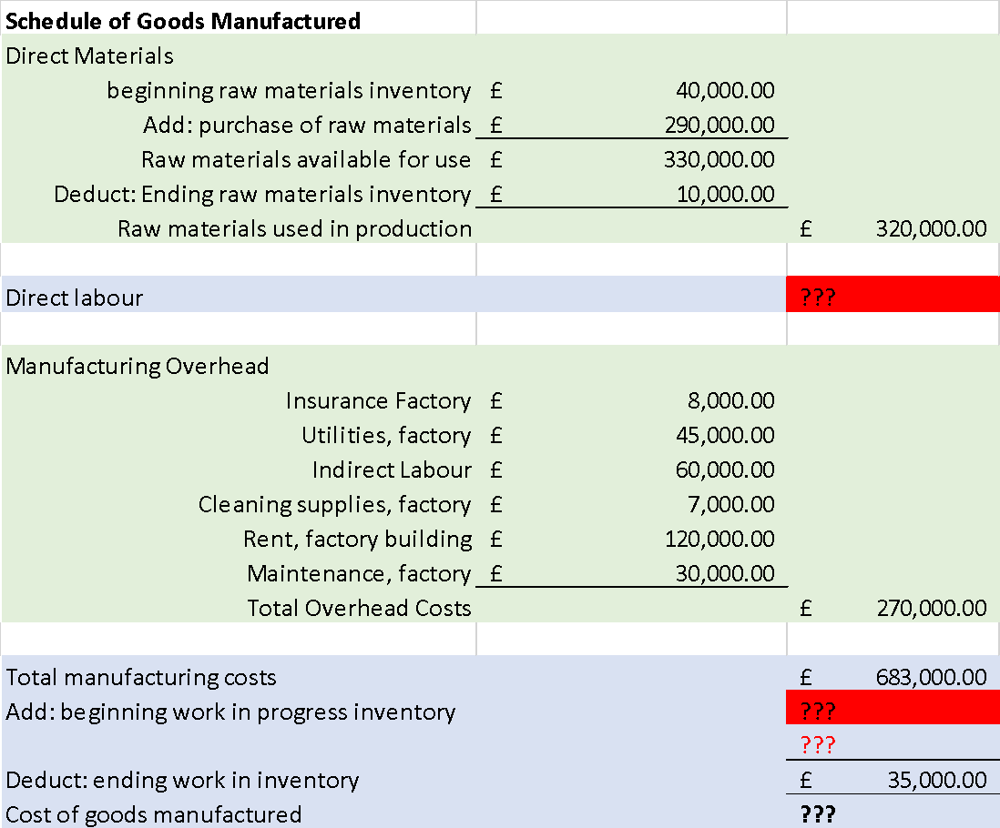 Schedule of Goods Manufactured
Direct Materials
beginning raw materials inventory £ 40,000.00
Add: purchase of raw materials £ 290,000.00
Raw materials available for use £ 330,000.00
Deduct: Ending raw materials inventory £ 10,000.00
Raw materials used in production £ 320,000.00
Direct labour ???
Manufacturing Overhead
Insurance Factory £ 8,000.00
Utilities, factory £ 45,000.00
Indirect Labour £ 60,000.00
Cleaning supplies, factory £ 7,000.00
Rent, factory building £ 120,000.00
Maintenance, factory £ 30,000.00
Total Overhead Costs £ 270,000.00
Total manufacturing costs £ 683,000.00
Add: beginning work in progress inventory ???
???
Deduct: ending work in inventory £ 35,000.00
Cost of goods manufactured ???